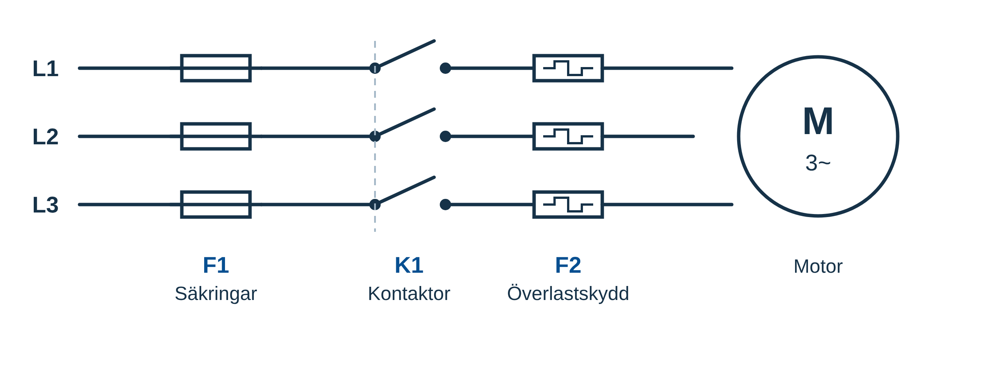 L1
L2
L3
M
3~
F1
Säkringar
K1
Kontaktor
F2
Överlastskydd
Motor